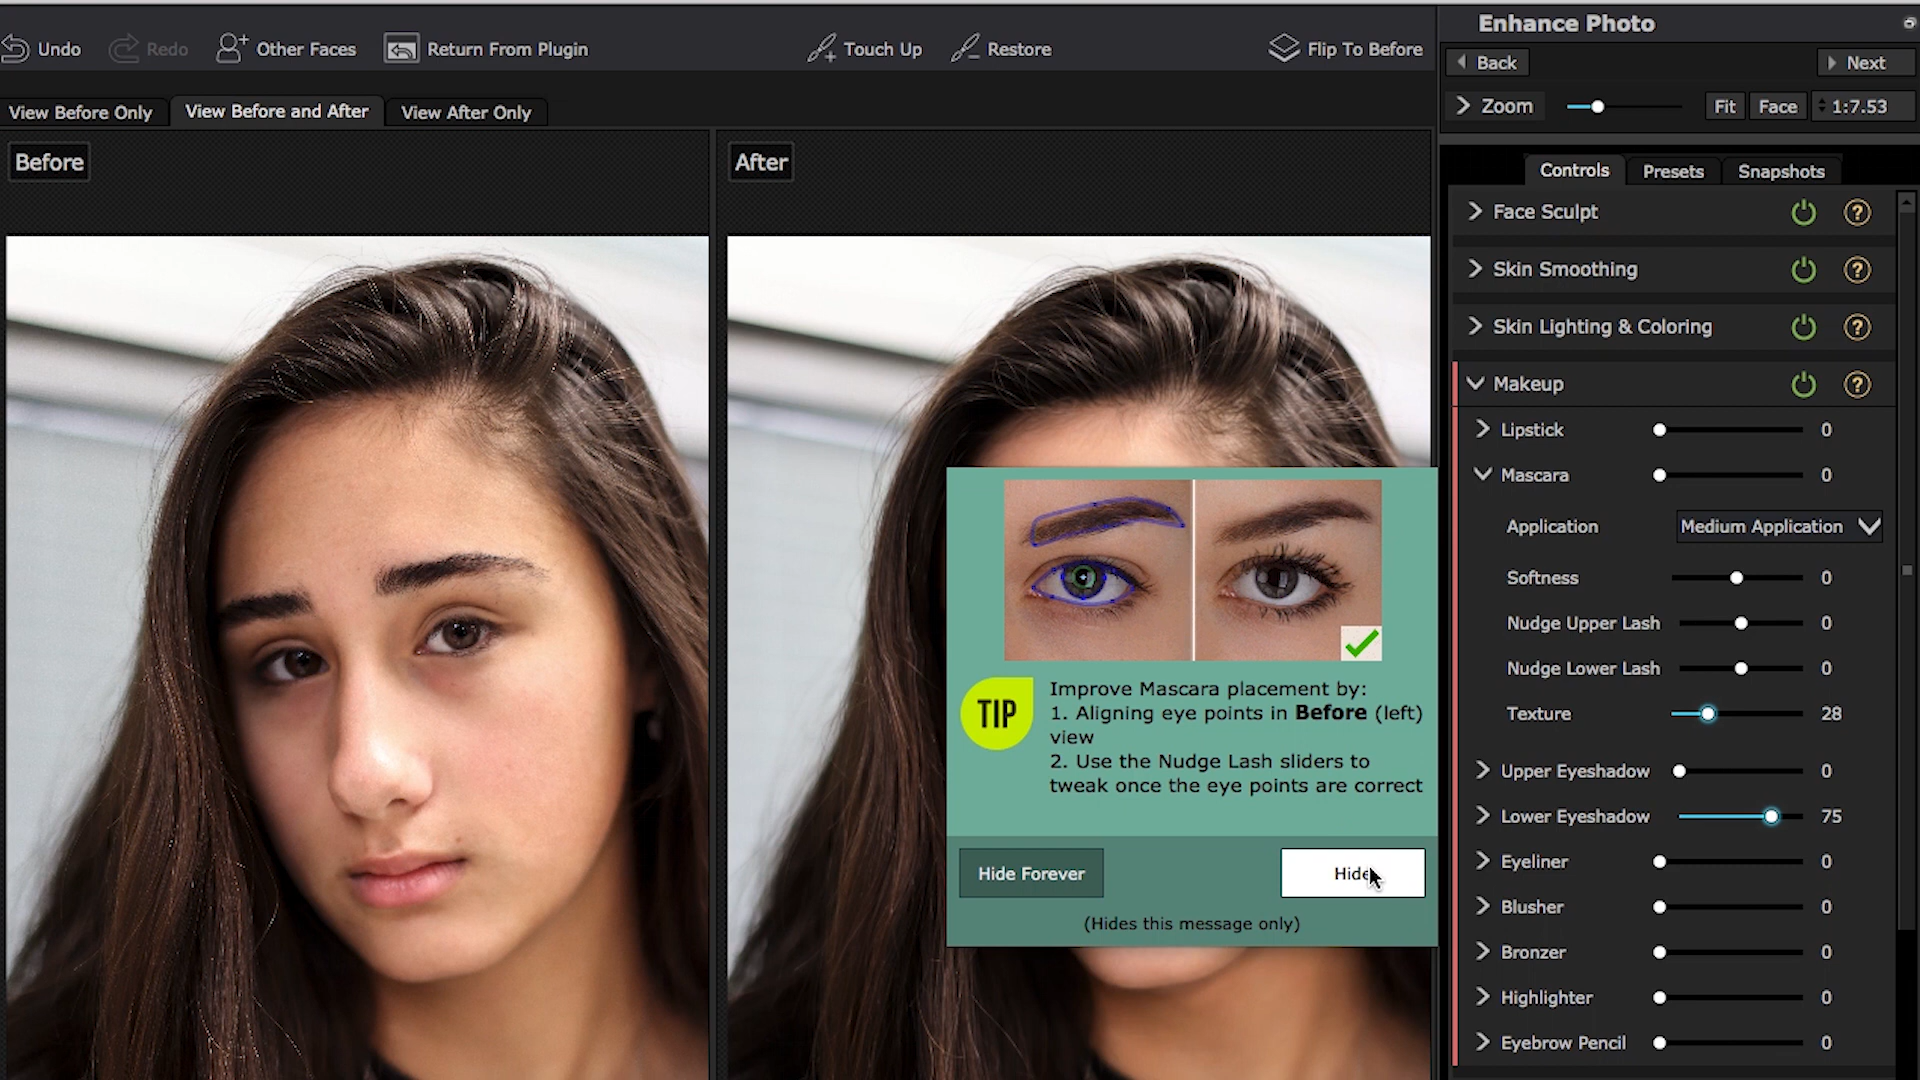 Enhance Photo
Undo
Redo
Other Faces
Return From Plugin
Touch Up
Restore
Flip To Before
Back
Next
Zoom
Fit
Face
1:7.53
View Before Only
View Before and After
View After Only
Before
After
Controls
Presets
Snapshots
Face Sculpt ?
Skin Smoothing ?
Skin Lighting & Coloring ?
Makeup ?
Lipstick 0
Mascara 0
Application Medium Application
Softness 0
Nudge Upper Lash 0
Nudge Lower Lash 0
Texture 28
Upper Eyeshadow 0
Lower Eyeshadow 75
Eyeliner 0
Blusher 0
Bronzer 0
Highlighter 0
Eyebrow Pencil 0
TIP
Improve Mascara placement by:
1. Aligning eye points in Before (left)
view
2. Use the Nudge Lash sliders to
tweak once the eye points are correct
Hide Forever
Hide
(Hides this message only)